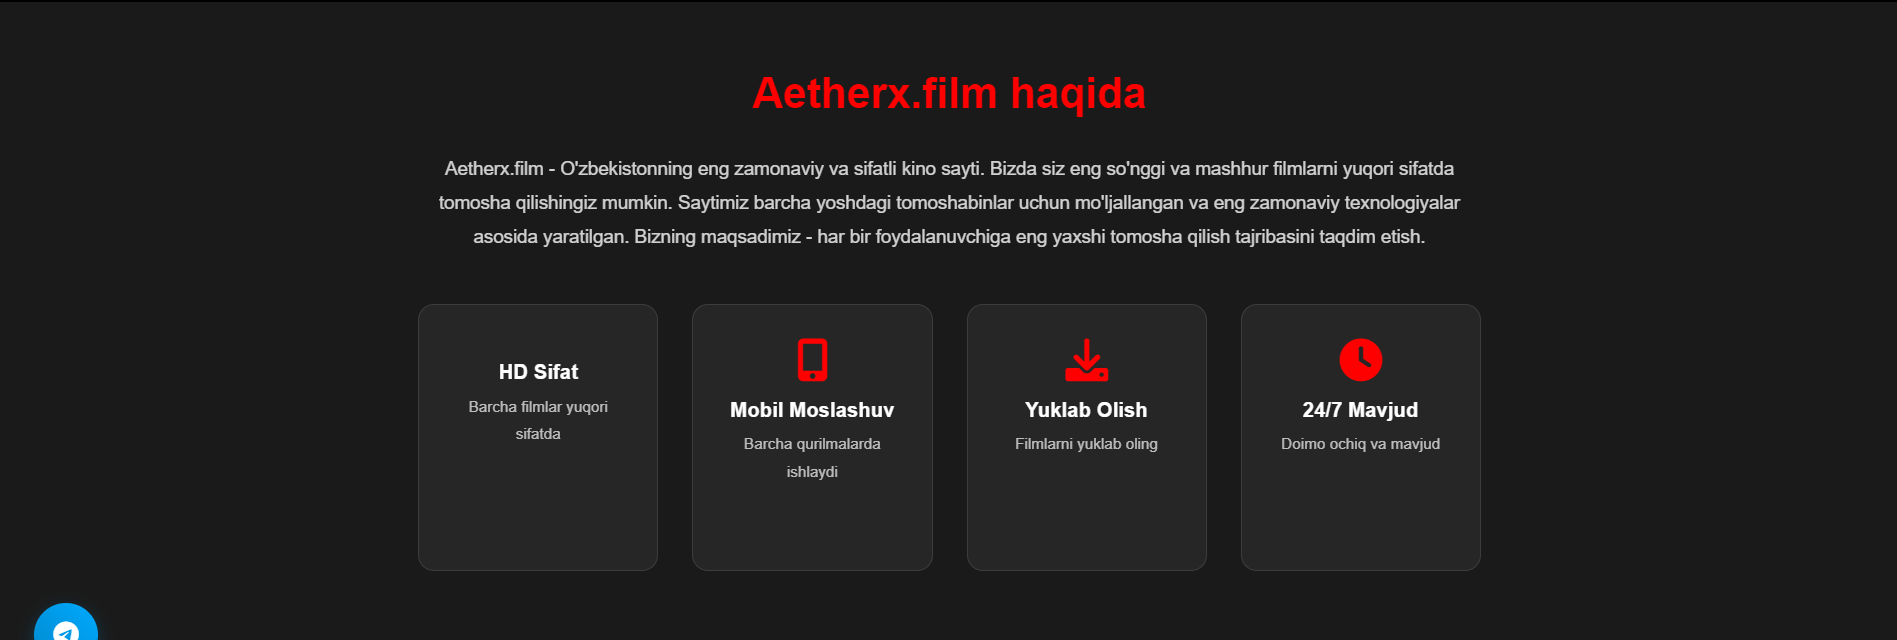 Aetherx.film haqida
Aetherx.film - O'zbekistonning eng zamonaviy va sifatli kino sayti. Bizda siz eng so'nggi va mashhur filmlarni yuqori sifatda
tomosha qilishingiz mumkin. Saytimiz barcha yoshdagi tomoshabinlar uchun mo'ljallangan va eng zamonaviy texnologiyalar
asosida yaratilgan. Bizning maqsadimiz - har bir foydalanuvchiga eng yaxshi tomosha qilish tajribasini taqdim etish.
HD Sifat
Barcha filmlar yuqori
sifatda
Mobil Moslashuv
Barcha qurilmalarda
ishlaydi
Yuklab Olish
Filmlarni yuklab oling
24/7 Mavjud
Doimo ochiq va mavjud